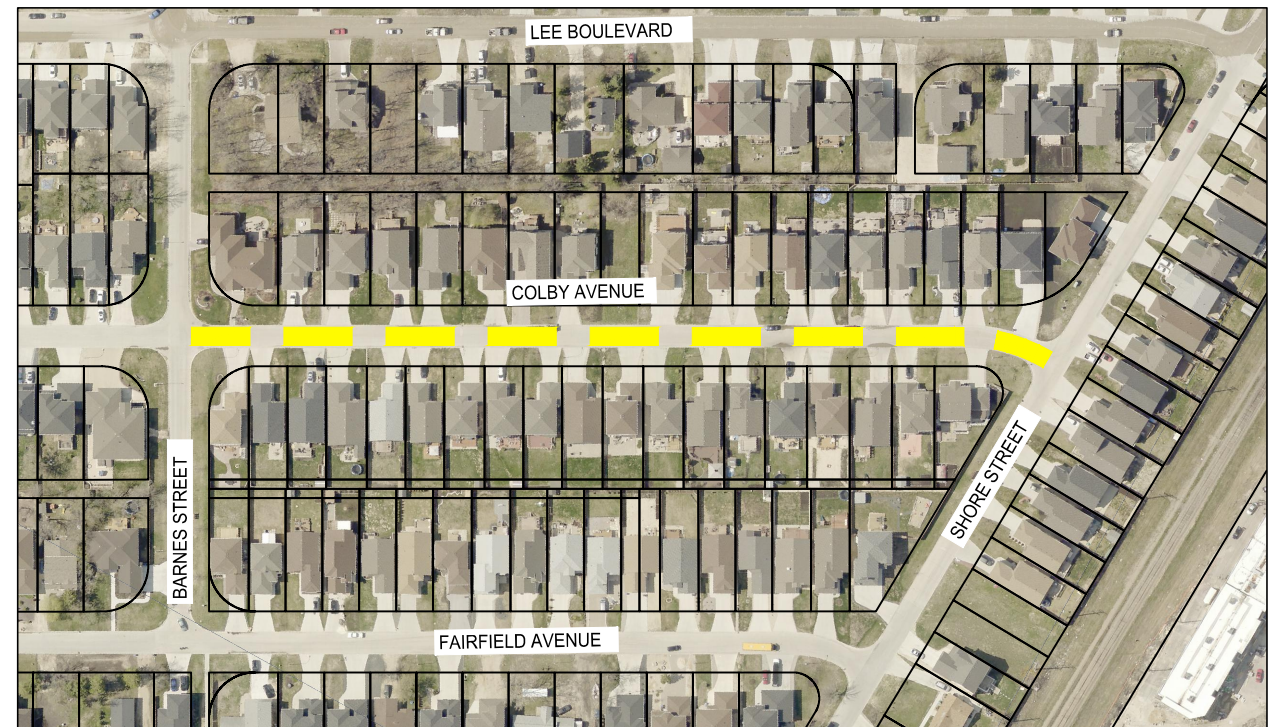 LEE BOULEVARD
COLBY AVENUE
BARNES STREET
SHORE STREET
FAIRFIELD AVENUE